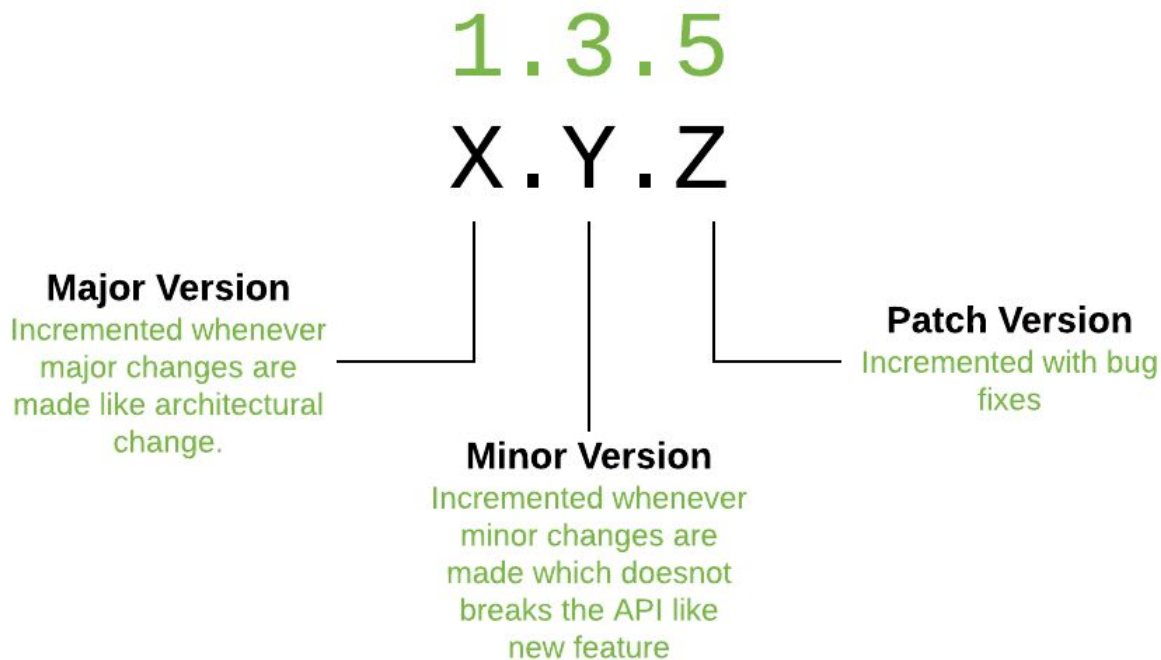 1.3.5
X.Y.Z
Major Version
Incremented whenever
major changes are
made like architectural
change.
Minor Version
Incremented whenever
minor changes are
made which doesnot
breaks the API like
new feature
Patch Version
Incremented with bug
fixes